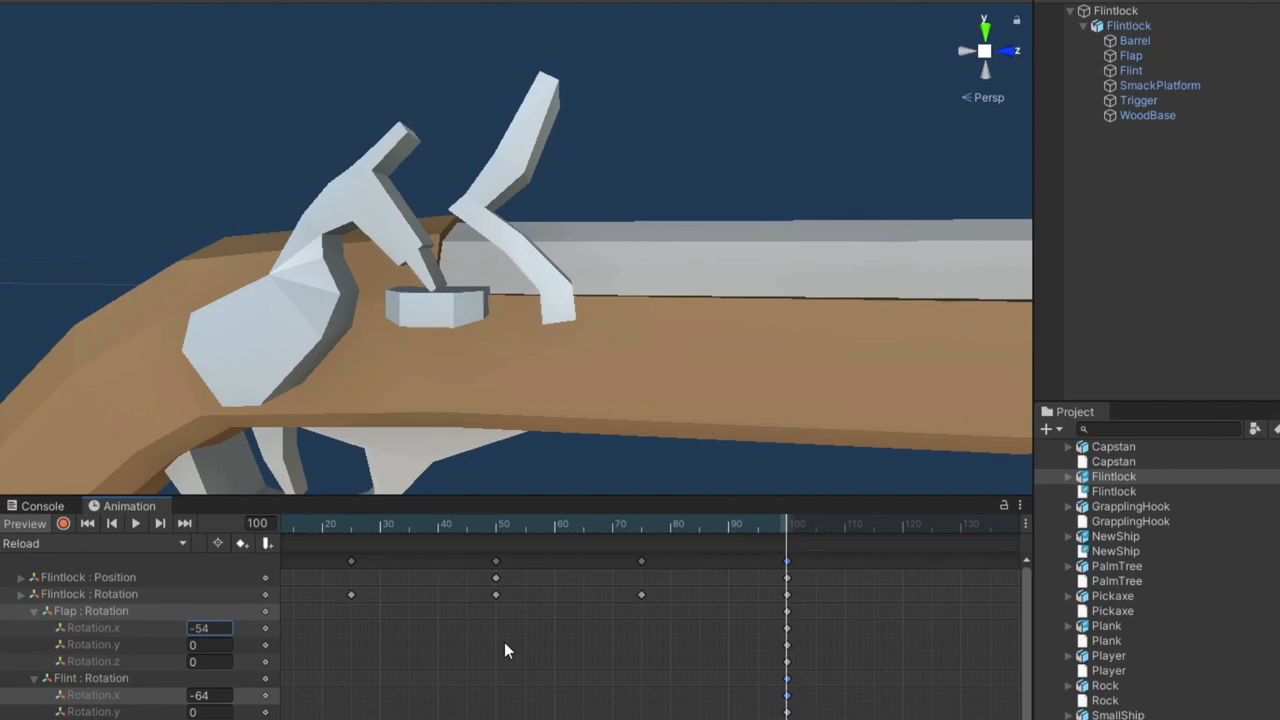 y
z
< Persp
Flintlock
Flintlock
Barrel
Flap
Flint
SmackPlatform
Trigger
WoodBase
Project
Capstan
Capstan
Flintlock
Flintlock
GrapplingHook
GrapplingHook
NewShip
NewShip
PalmTree
PalmTree
Pickaxe
Pickaxe
Plank
Plank
Player
Player
Rock
Rock
SmallShip
Console Animation
Preview 100 20 30 40 50 60 70 80 90 100 110 120 130
Reload
Flintlock : Position
Flintlock : Rotation
Flap : Rotation
Rotation.x -54
Rotation.y 0
Rotation.z 0
Flint : Rotation
Rotation.x -64
Rotation.y 0